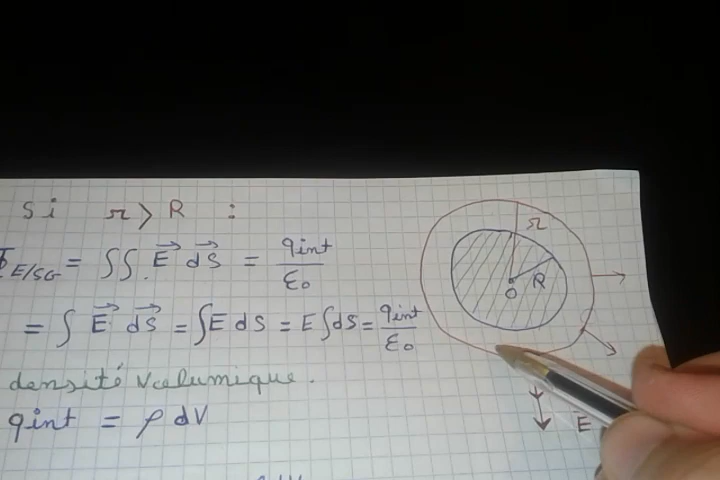 Si r > R :
Φ E/SG = ∫∫ E⃗ dS⃗ = qint / ε₀
= ∫ E⃗ dS⃗ = ∫ E dS = E ∫ dS = qint / ε₀
densité volumique.
qint = ρ dV
r
R
O
E